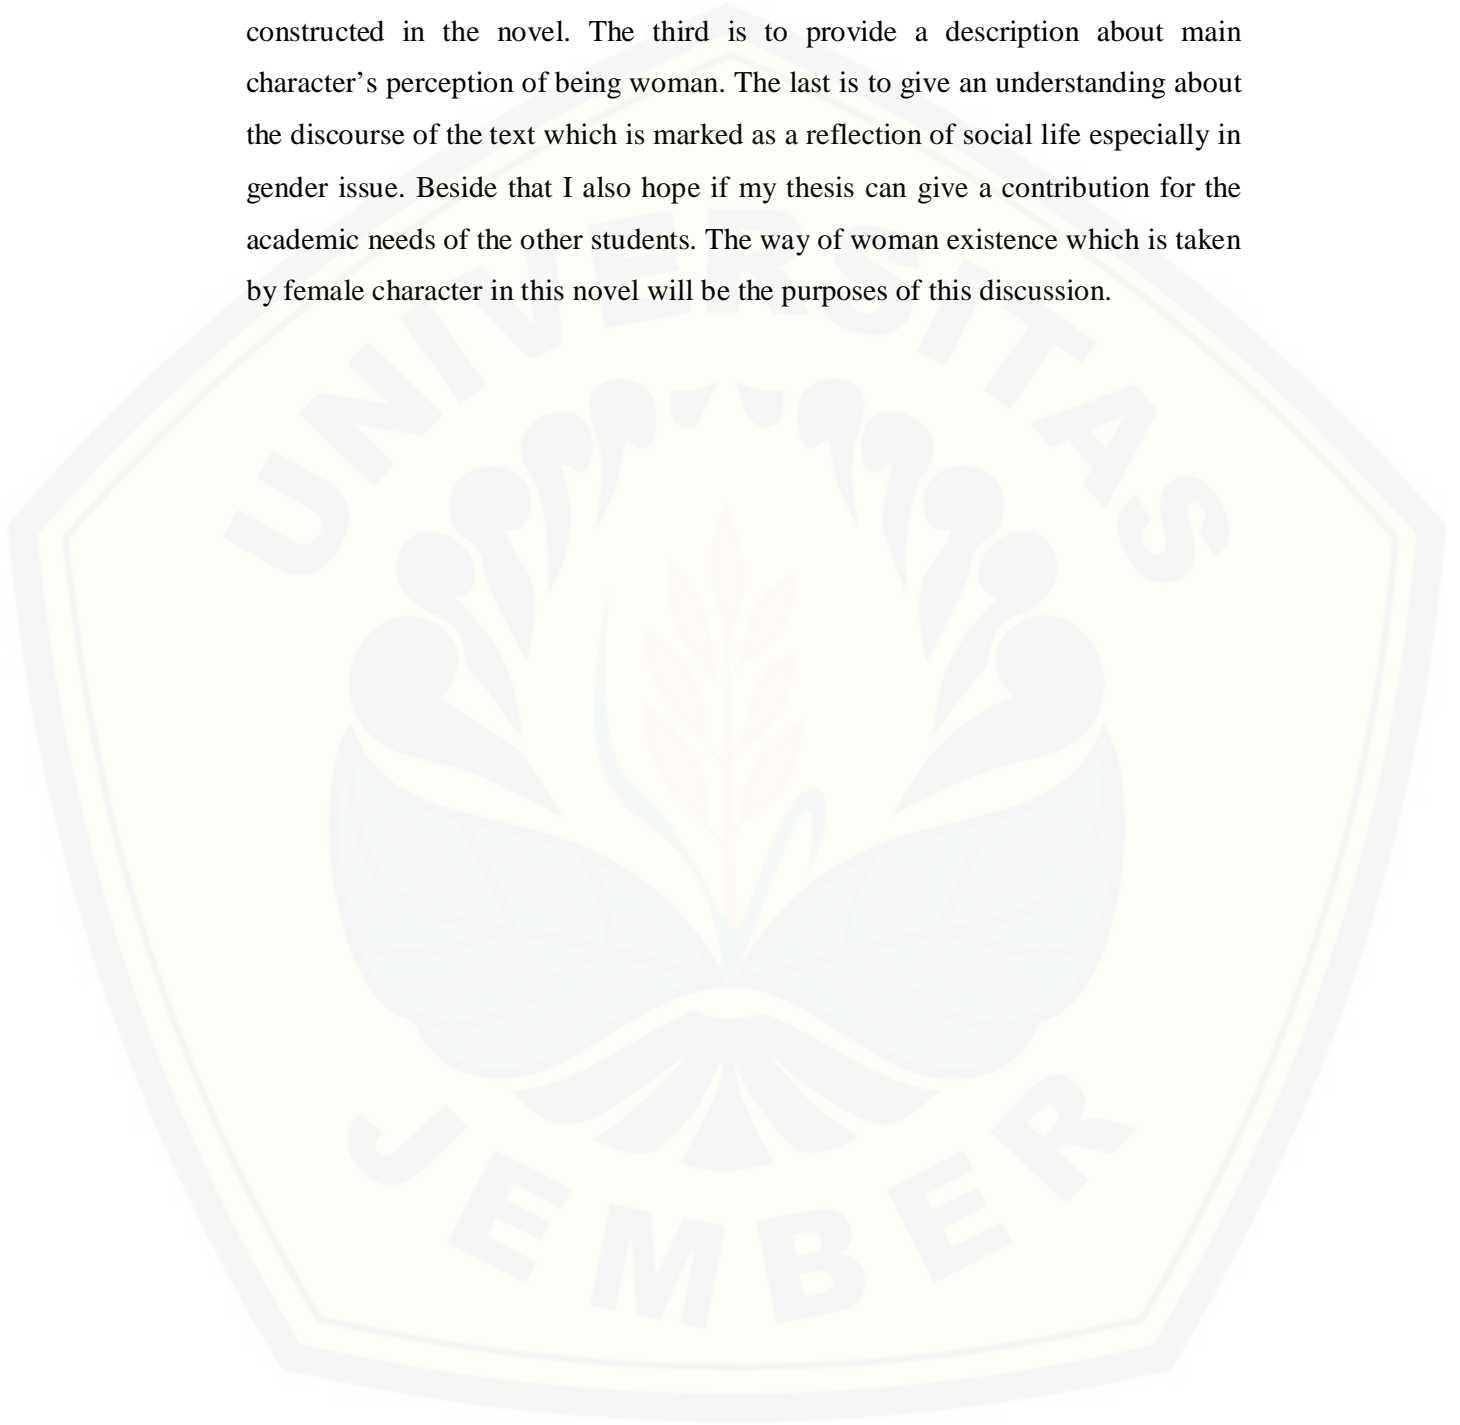 constructed in the novel. The third is to provide a description about main
character’s perception of being woman. The last is to give an understanding about
the discourse of the text which is marked as a reflection of social life especially in
gender issue. Beside that I also hope if my thesis can give a contribution for the
academic needs of the other students. The way of woman existence which is taken
by female character in this novel will be the purposes of this discussion.
UNIVERSITAS
JEMBER